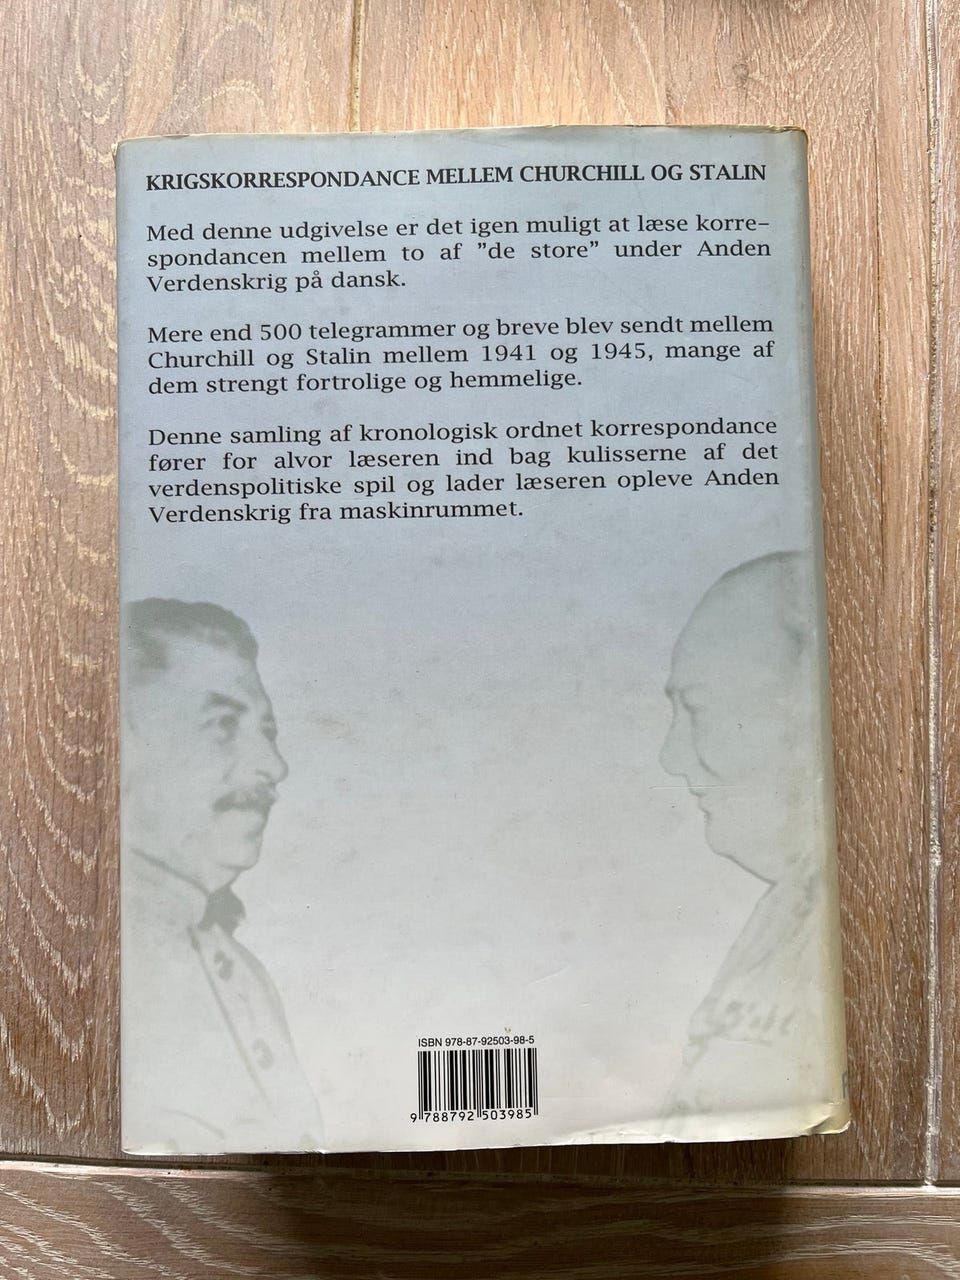 KRIGSKORRESPONDANCE MELLEM CHURCHILL OG STALIN
Med denne udgivelse er det igen muligt at læse korre-
spondancen mellem to af ”de store” under Anden
Verdenskrig på dansk.
Mere end 500 telegrammer og breve blev sendt mellem
Churchill og Stalin mellem 1941 og 1945, mange af
dem strengt fortrolige og hemmelige.
Denne samling af kronologisk ordnet korrespondance
fører for alvor læseren ind bag kulisserne af det
verdenspolitiske spil og lader læseren opleve Anden
Verdenskrig fra maskinrummet.
ISBN 978-87-92503-98-5
9 788792 503985